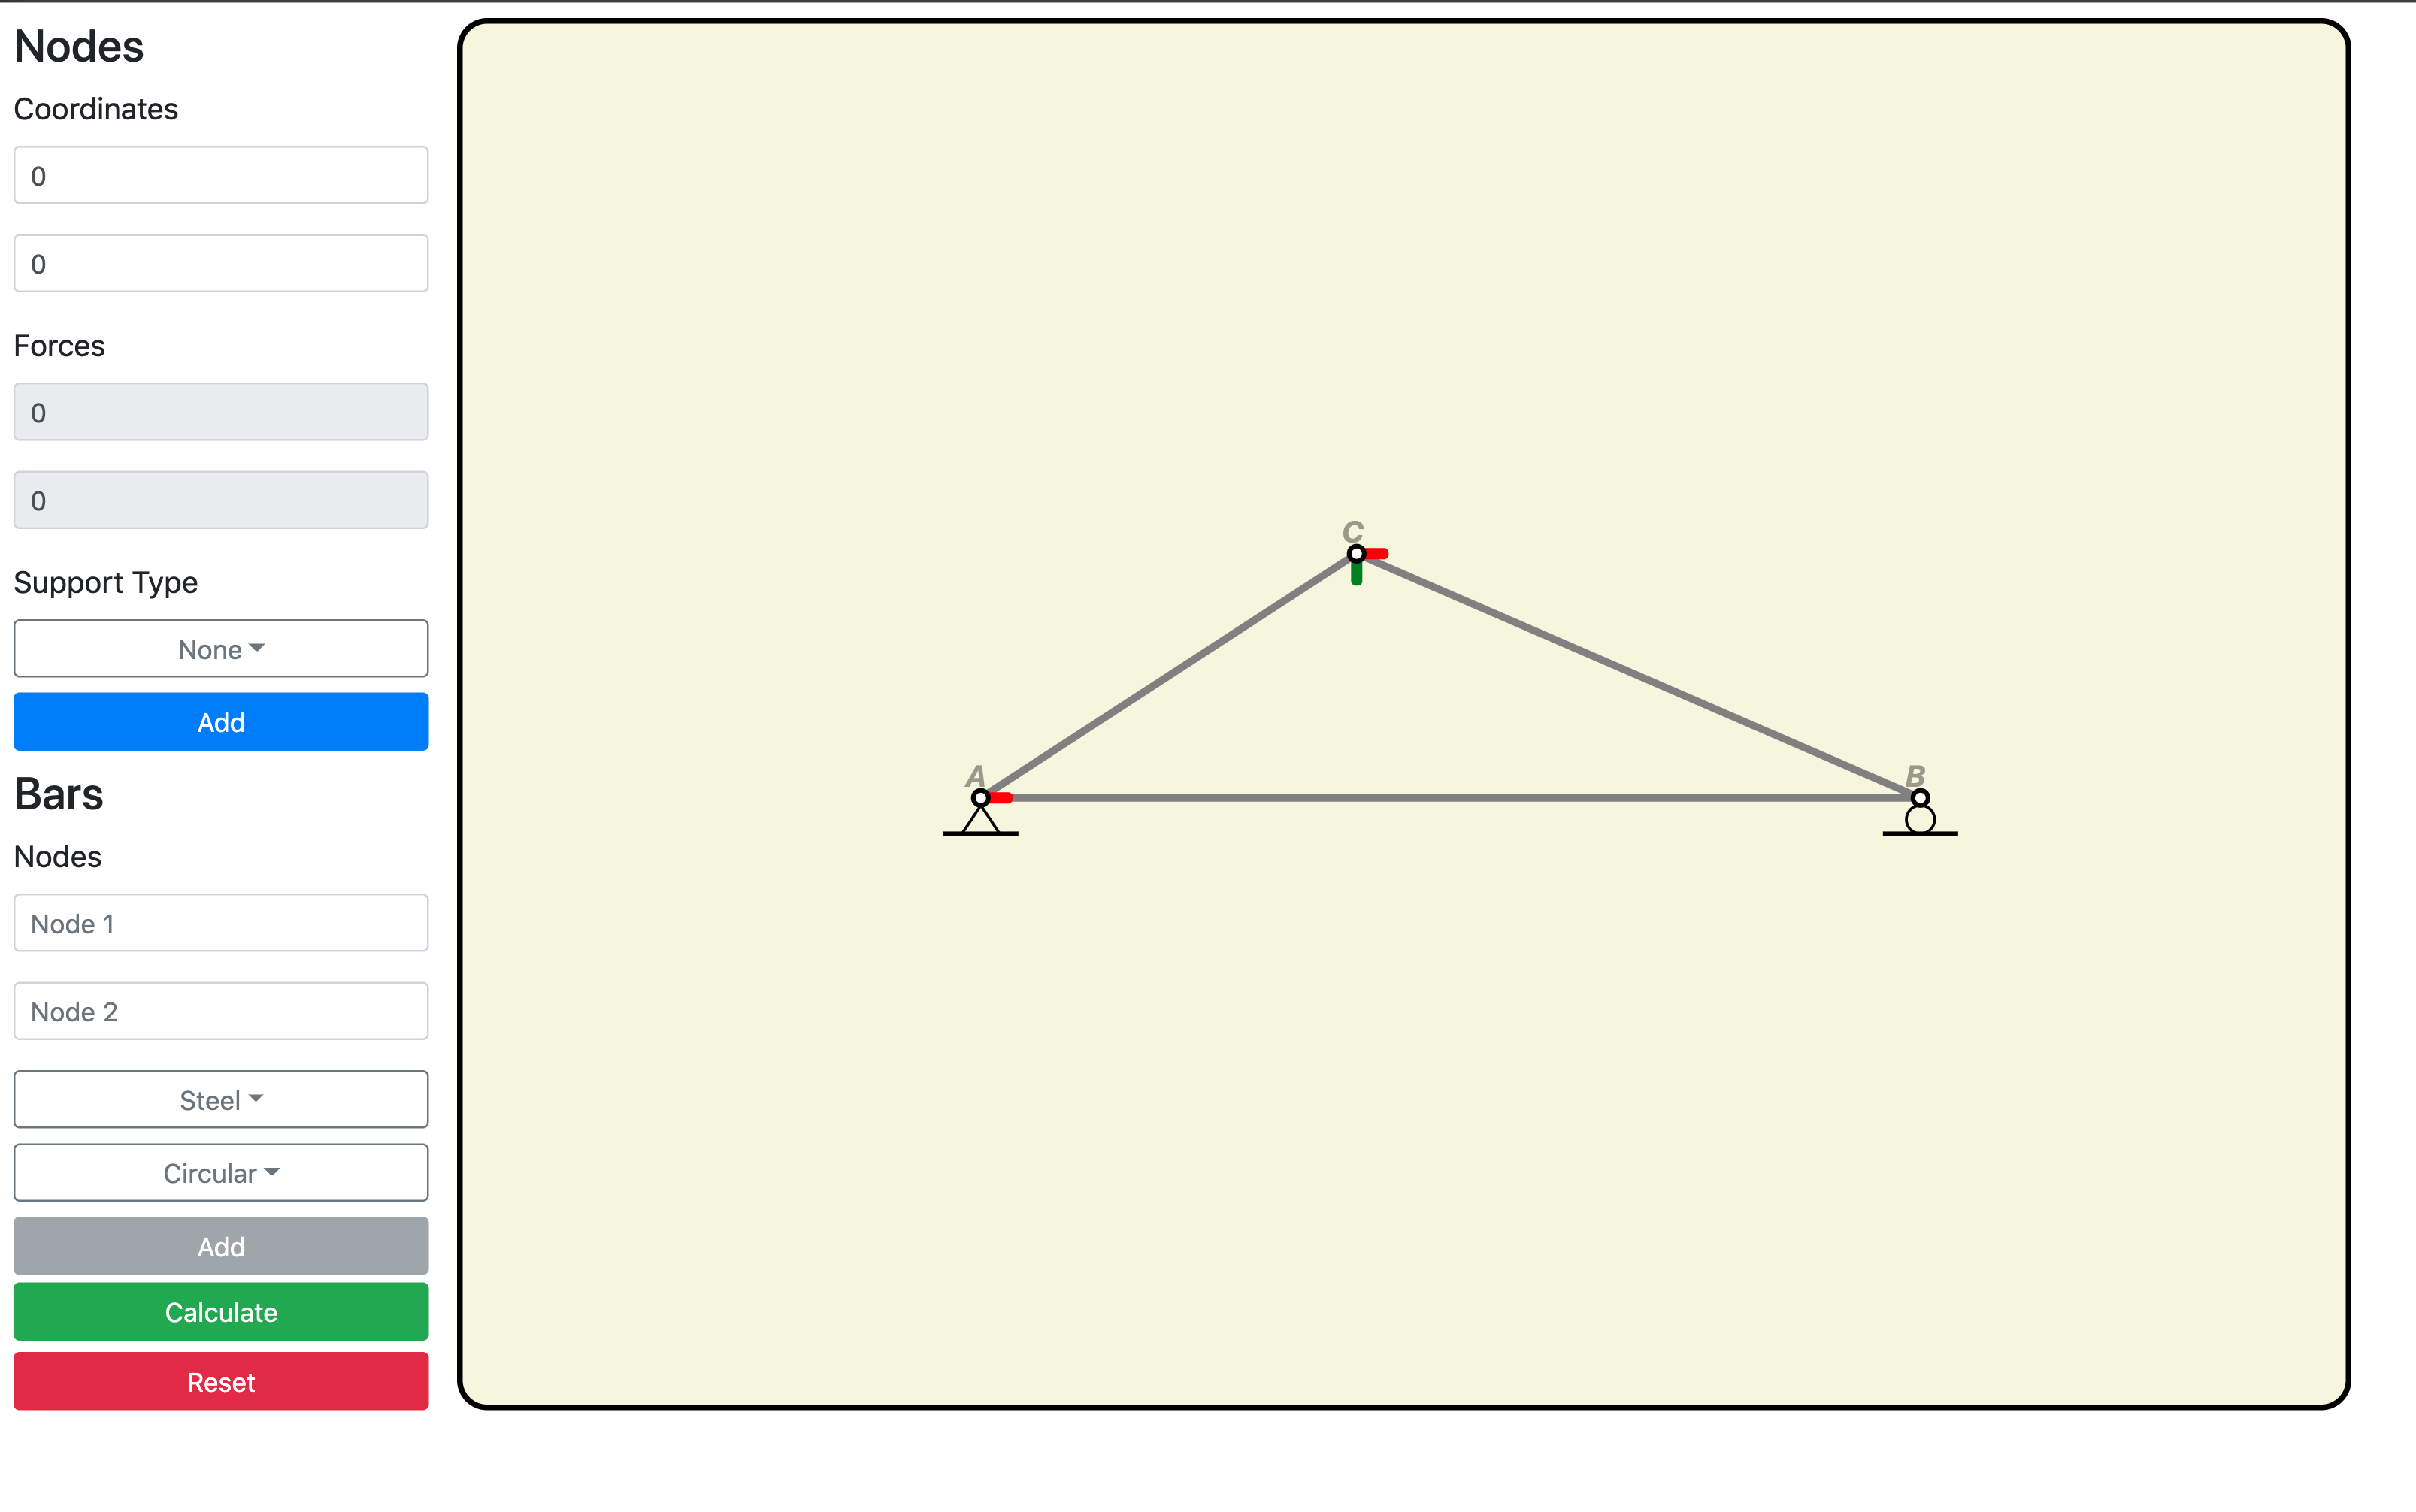 Nodes
Coordinates
0
0
Forces
0
0
Support Type
None
Add
Bars
Nodes
Node 1
Node 2
Steel
Circular
Add
Calculate
Reset
C
A
B